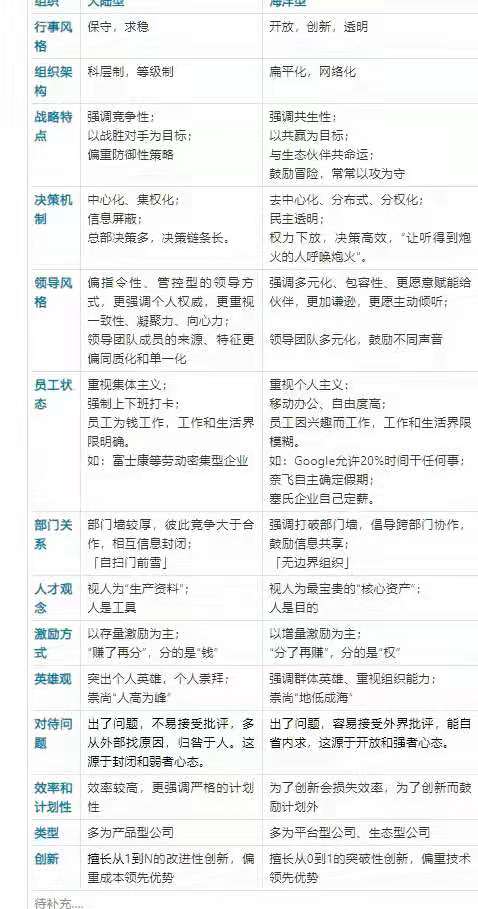 组织 大陆型 海洋型
行事风 保守，求稳 开放，创新，透明
格
组织架 科层制，等级制 扁平化，网络化
构
战略特 强调竞争性； 强调共生性；
点 以战胜对手为目标； 以共赢为目标；
偏重防御性策略 与生态伙伴共命运；
鼓励冒险，常常以攻为守
决策机 中心化、集权化； 去中心化、分布式、分权化；
制 信息屏蔽； 民主透明；
总部决策多，决策链条长。 权力下放，决策高效，“让听得到炮
火的人呼唤炮火”。
领导风 偏指令性、管控型的领导方 强调多元化、包容性、更愿意赋能给
格 式，更强调个人权威，更重视 伙伴，更加谦逊，更愿主动倾听；
一致性、凝聚力、向心力；
领导团队成员的来源、特征更 领导团队多元化，鼓励不同声音
偏同质化和单一化
员工状 重视集体主义； 重视个人主义；
态 强制上下班打卡； 移动办公、自由度高；
员工为钱工作，工作和生活界 员工因兴趣而工作，工作和生活界限
限明确。 模糊。
如：富士康等劳动密集型企业 如：Google允许20%时间干任何事；
奈飞自主确定假期；
塞氏企业自己定薪。
部门关 部门墙较厚，彼此竞争大于合 强调打破部门墙，倡导跨部门协作，
系 作，相互信息封闭； 鼓励信息共享；
「自扫门前雪」 「无边界组织」
人才观 视人为“生产资料”； 视人为最宝贵的“核心资产”；
念 人是工具 人是目的
激励方 以存量激励为主； 以增量激励为主；
式 “赚了再分”，分的是“钱” “分了再赚”，分的是“权”
英雄观 突出个人英雄，个人崇拜； 强调群体英雄、重视组织能力；
崇尚“人高为峰” 崇尚“地低成海”
对待问 出了问题，不易接受批评，多 出了问题，容易接受外界批评，能自
题 从外部找原因，归咎于人。这 省内求，这源于开放和强者心态。
源于封闭和弱者心态。
效率和 效率较高，更强调严格的计划 为了创新会损失效率，为了创新而鼓
计划性 性 励计划外
类型 多为产品型公司 多为平台型公司、生态型公司
创新 擅长从1到N的改进性创新，偏 擅长从0到1的突破性创新，偏重技术
重成本领先优势 领先优势
待补充....